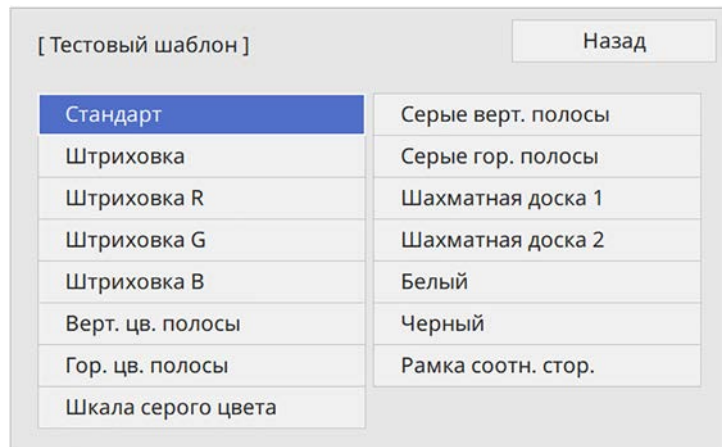 [ Тестовый шаблон ]
Назад
Стандарт
Штриховка
Штриховка R
Штриховка G
Штриховка B
Верт. цв. полосы
Гор. цв. полосы
Шкала серого цвета
Серые верт. полосы
Серые гор. полосы
Шахматная доска 1
Шахматная доска 2
Белый
Черный
Рамка соотн. стор.